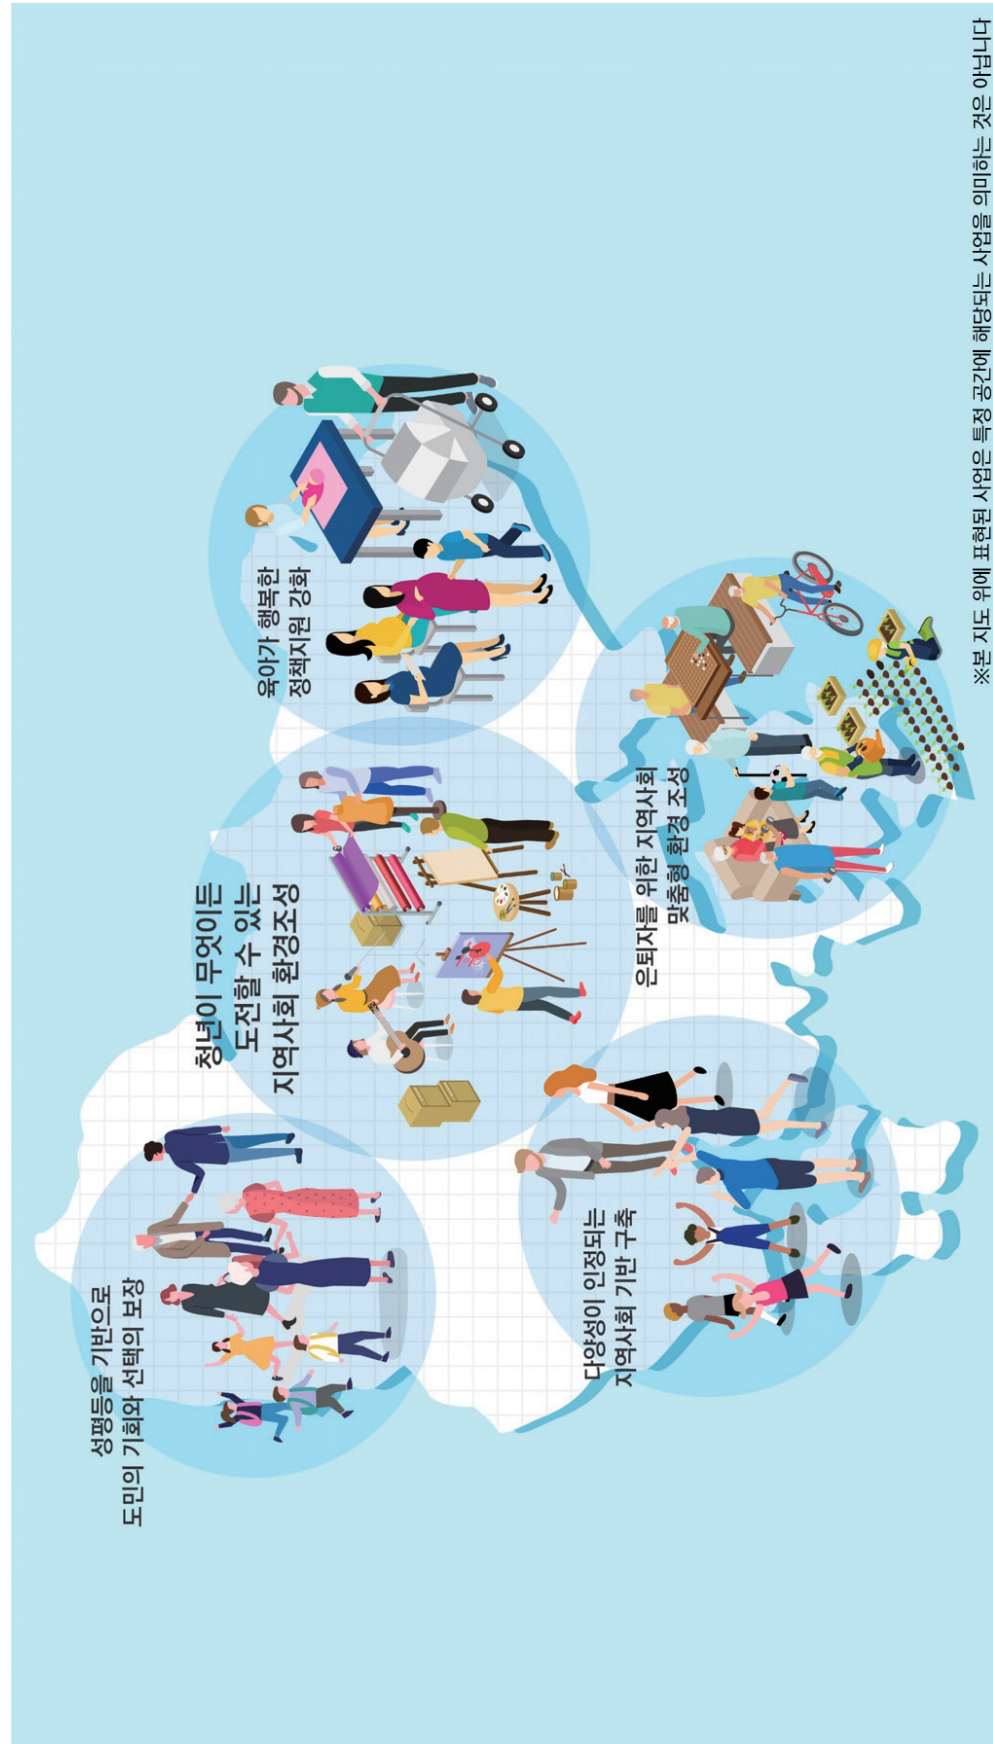 성평등을 기반으로
도민의 기회와 선택의 보장
청년이 무엇이든
도전할 수 있는
지역사회 환경조성
육아가 행복한
정책지원 강화
다양성이 인정되는
지역사회 기반 구축
은퇴자를 위한 지역사회
맞춤형 환경 조성
※본 지도 위에 표현된 사업은 특정 공간에 해당되는 사업을 의미하는 것은 아닙니다